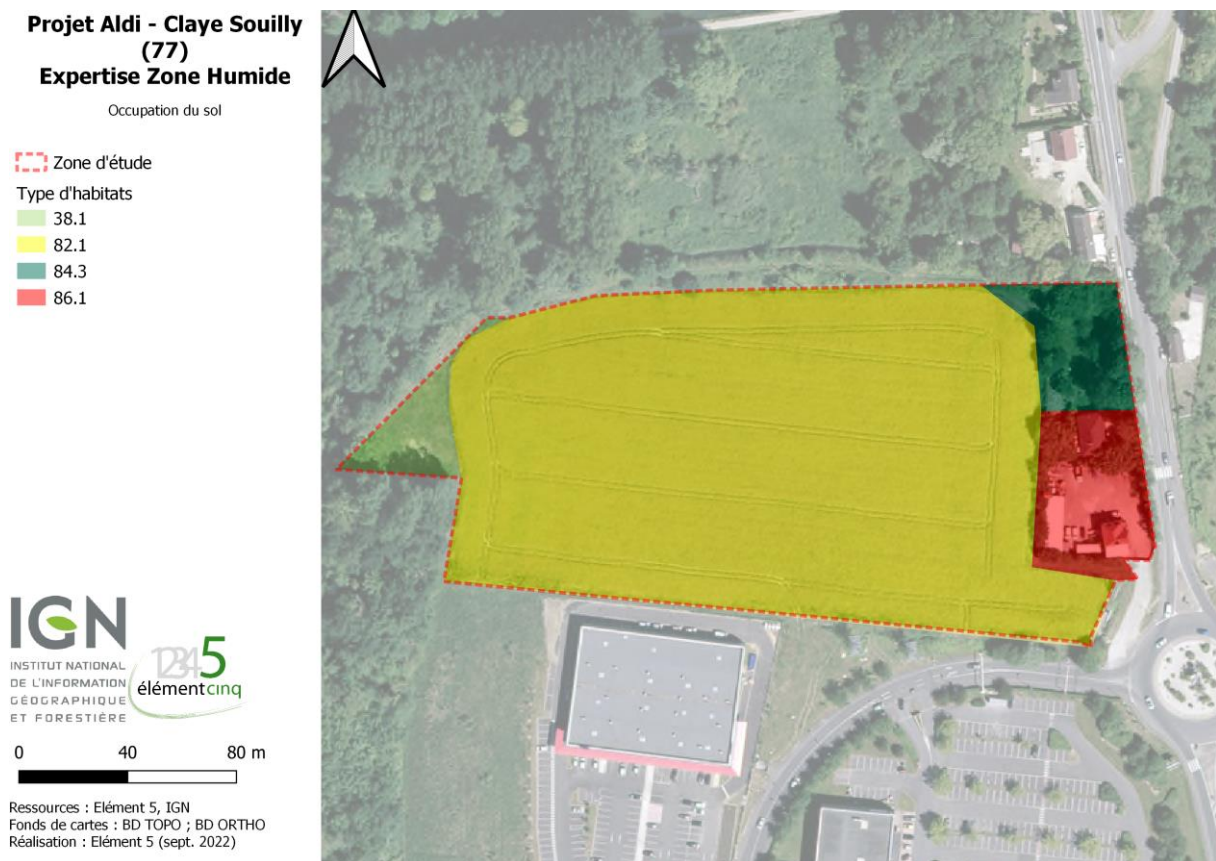 Projet Aldi - Claye Souilly
(77)
Expertise Zone Humide
Occupation du sol
Zone d'étude
Type d'habitats
38.1
82.1
84.3
86.1
IGN
INSTITUT NATIONAL
DE L'INFORMATION
GÉOGRAPHIQUE
ET FORESTIÈRE
12345
élémentcinq
0 40 80 m
Ressources : Elément 5, IGN
Fonds de cartes : BD TOPO ; BD ORTHO
Réalisation : Elément 5 (sept. 2022)